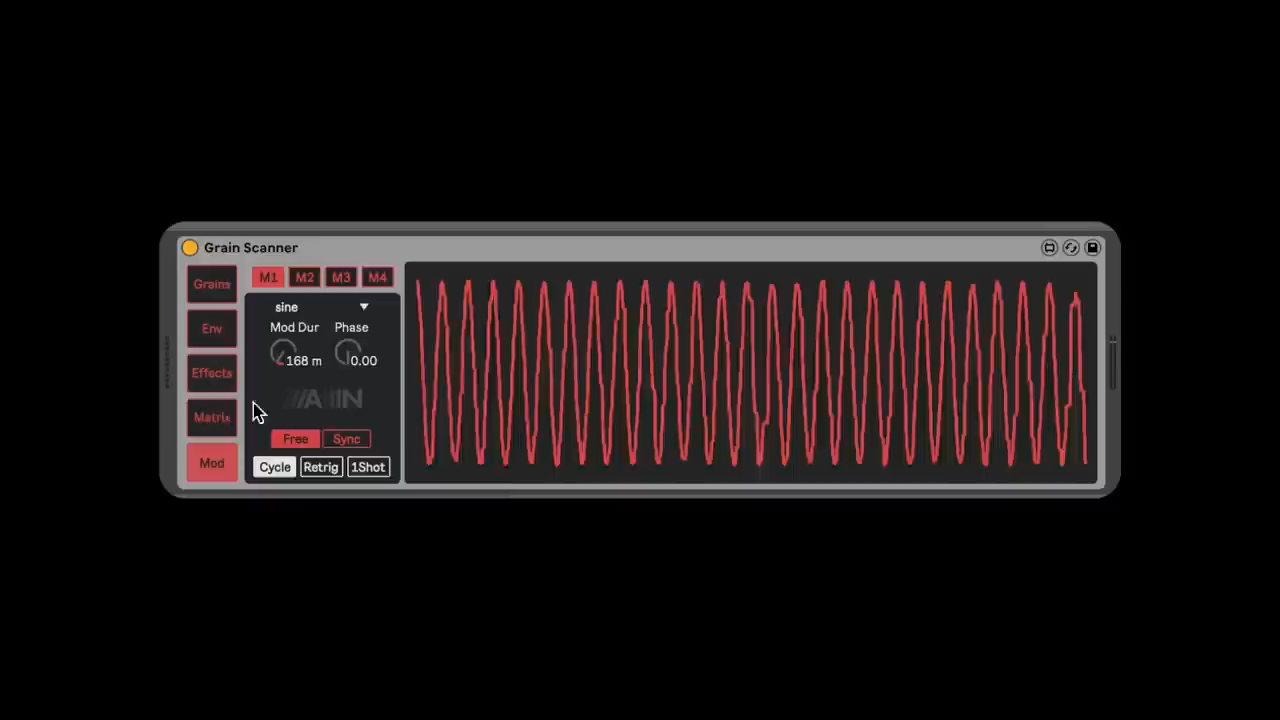 Grain Scanner
Grains
Env
Effects
Matrix
Mod
M1 M2 M3 M4
sine
Mod Dur Phase
168 m 0.00
Free Sync
Cycle Retrig 1Shot